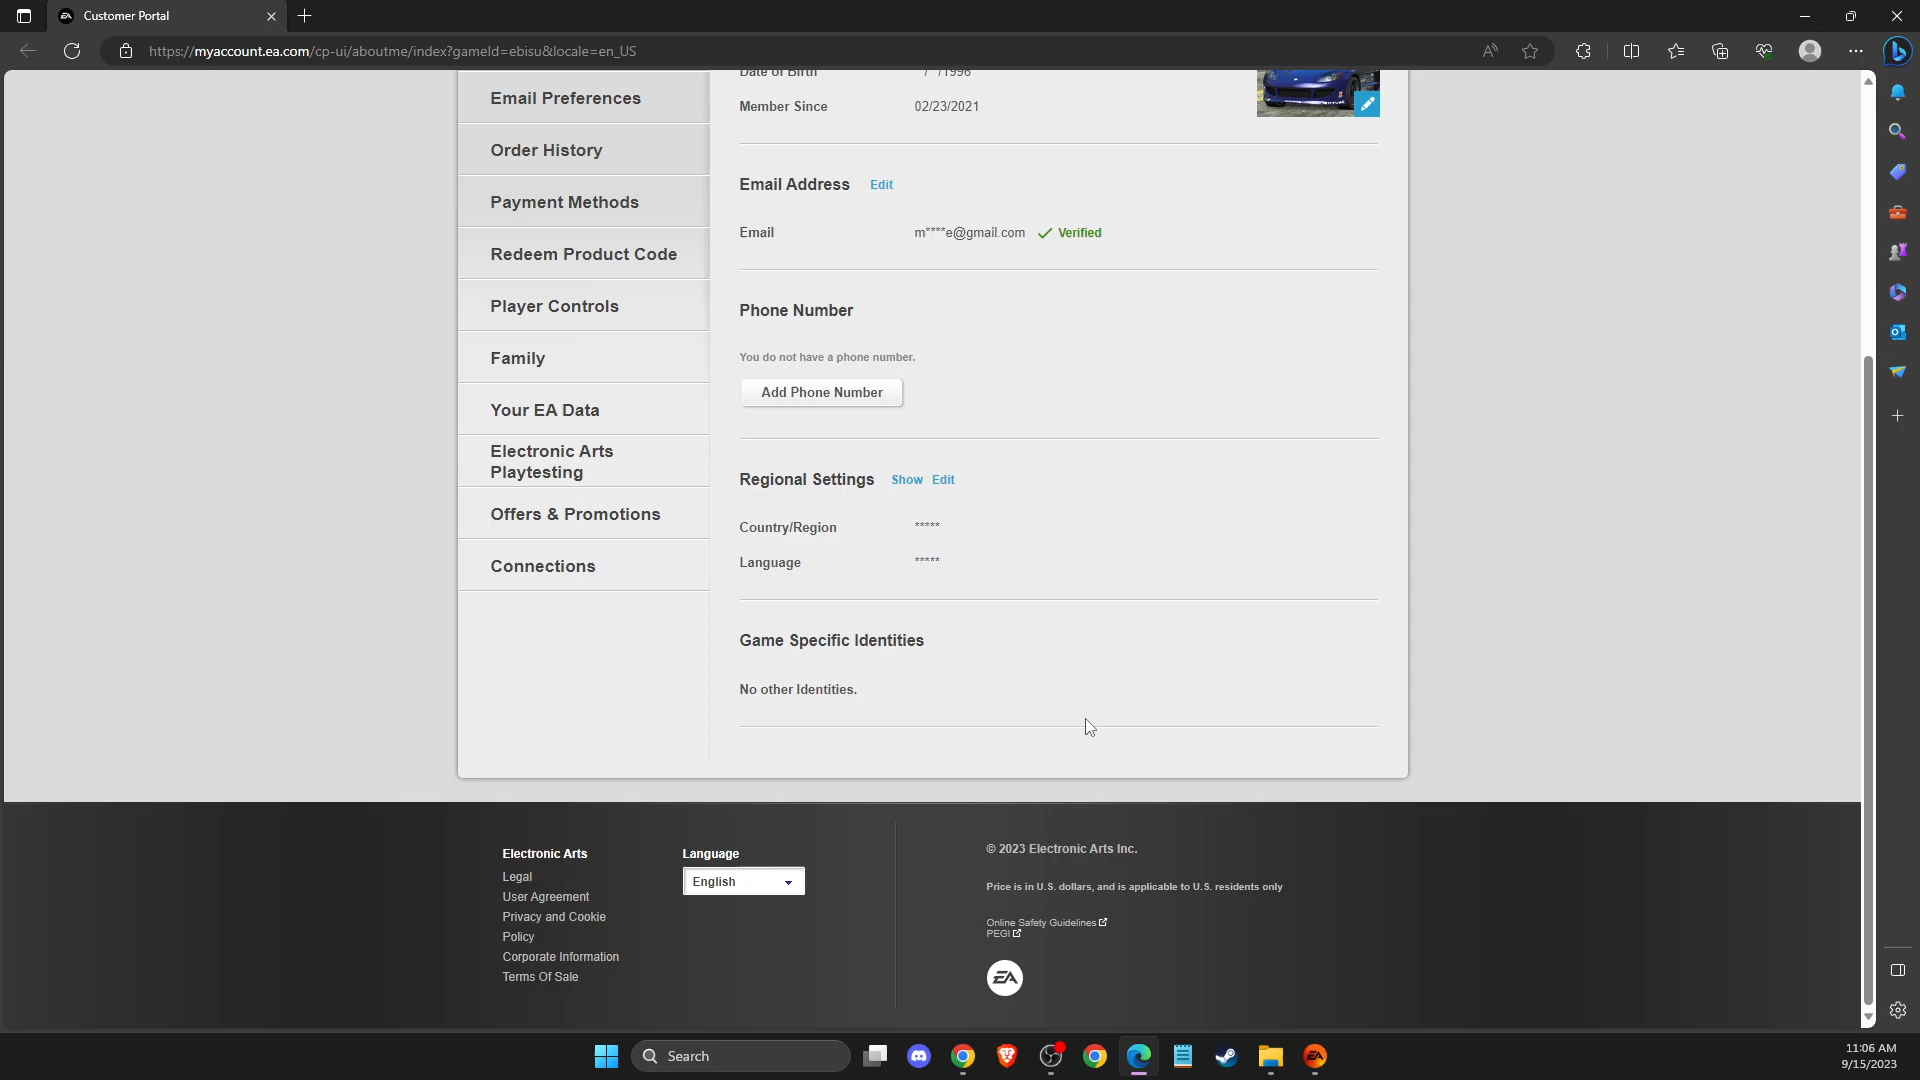 Customer Portal
https://myaccount.ea.com/cp-ui/aboutme/index?gameId=ebisu&locale=en_US
Date of Birth
/ /1996
Member Since
02/23/2021
Email Preferences
Order History
Payment Methods
Redeem Product Code
Player Controls
Family
Your EA Data
Electronic Arts
Playtesting
Offers & Promotions
Connections
Email Address Edit
Email
m****e@gmail.com Verified
Phone Number
You do not have a phone number.
Add Phone Number
Regional Settings Show Edit
Country/Region *****
Language *****
Game Specific Identities
No other Identities.
Electronic Arts
Legal
User Agreement
Privacy and Cookie
Policy
Corporate Information
Terms Of Sale
Language
English
© 2023 Electronic Arts Inc.
Price is in U.S. dollars, and is applicable to U.S. residents only
Online Safety Guidelines
PEGI
EA
Search
11:06 AM
9/15/2023